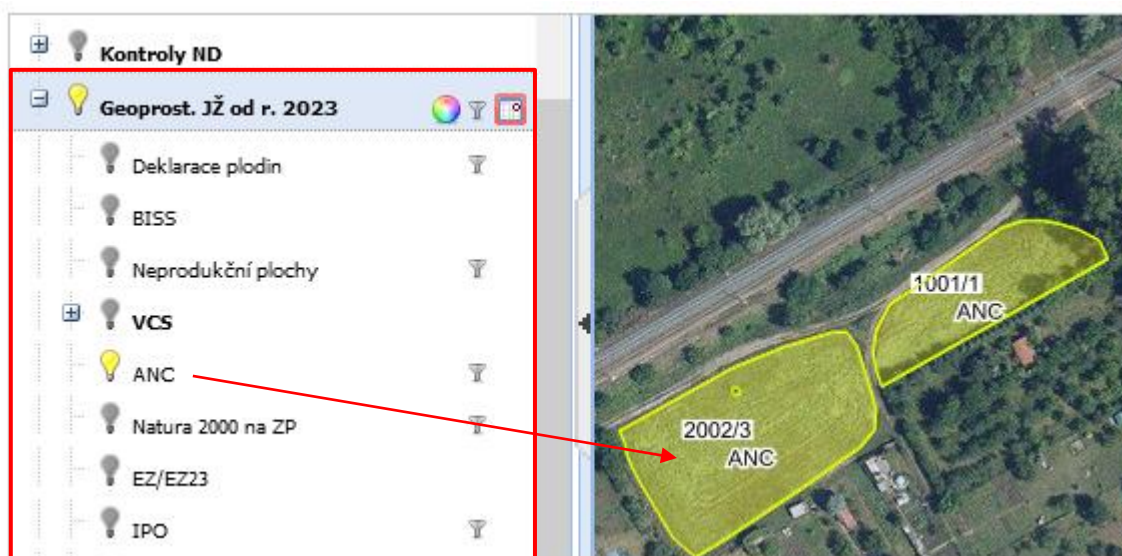 Kontroly ND
Geoprost. JŽ od r. 2023
Deklarace plodin
BISS
Neprodukční plochy
VCS
ANC
Natura 2000 na ZP
EZ/EZ23
IPO
1001/1
ANC
2002/3
ANC